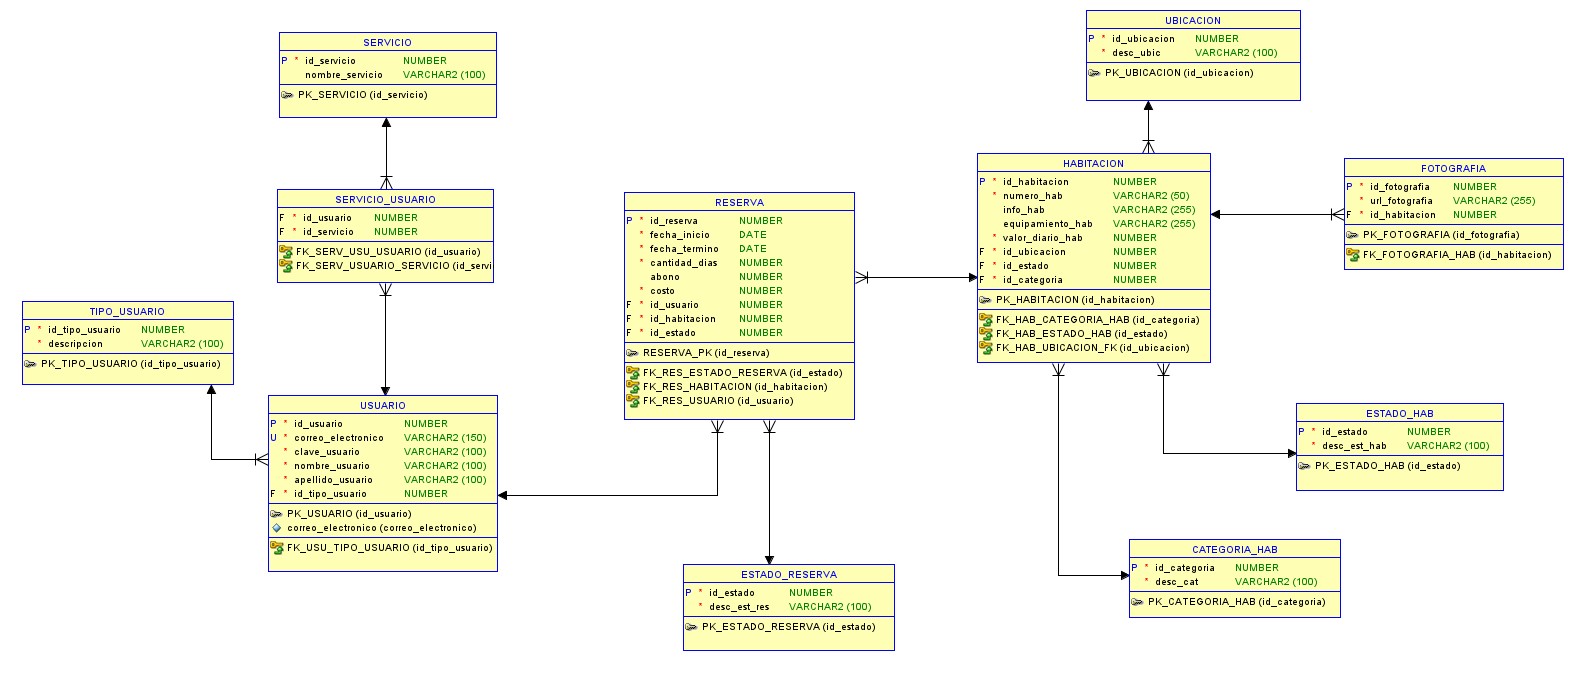 SERVICIO
P * id_servicio NUMBER
nombre_servicio VARCHAR2 (100)
PK_SERVICIO (id_servicio)
SERVICIO_USUARIO
F * id_usuario NUMBER
F * id_servicio NUMBER
FK_SERV_USU_USUARIO (id_usuario)
FK_SERV_USUARIO_SERVICIO (id_servi
TIPO_USUARIO
P * id_tipo_usuario NUMBER
* descripcion VARCHAR2 (100)
PK_TIPO_USUARIO (id_tipo_usuario)
USUARIO
P * id_usuario NUMBER
U * correo_electronico VARCHAR2 (150)
* clave_usuario VARCHAR2 (100)
* nombre_usuario VARCHAR2 (100)
* apellido_usuario VARCHAR2 (100)
F * id_tipo_usuario NUMBER
PK_USUARIO (id_usuario)
correo_electronico (correo_electronico)
FK_USU_TIPO_USUARIO (id_tipo_usuario)
RESERVA
P * id_reserva NUMBER
* fecha_inicio DATE
* fecha_termino DATE
* cantidad_dias NUMBER
abono NUMBER
* costo NUMBER
F * id_usuario NUMBER
F * id_habitacion NUMBER
F * id_estado NUMBER
RESERVA_PK (id_reserva)
FK_RES_ESTADO_RESERVA (id_estado)
FK_RES_HABITACION (id_habitacion)
FK_RES_USUARIO (id_usuario)
ESTADO_RESERVA
P * id_estado NUMBER
* desc_est_res VARCHAR2 (100)
PK_ESTADO_RESERVA (id_estado)
UBICACION
P * id_ubicacion NUMBER
* desc_ubic VARCHAR2 (100)
PK_UBICACION (id_ubicacion)
HABITACION
P * id_habitacion NUMBER
* numero_hab VARCHAR2 (50)
info_hab VARCHAR2 (255)
equipamiento_hab VARCHAR2 (255)
* valor_diario_hab NUMBER
F * id_ubicacion NUMBER
F * id_estado NUMBER
F * id_categoria NUMBER
PK_HABITACION (id_habitacion)
FK_HAB_CATEGORIA_HAB (id_categoria)
FK_HAB_ESTADO_HAB (id_estado)
FK_HAB_UBICACION_FK (id_ubicacion)
FOTOGRAFIA
P * id_fotografia NUMBER
* url_fotografia VARCHAR2 (255)
F * id_habitacion NUMBER
PK_FOTOGRAFIA (id_fotografia)
FK_FOTOGRAFIA_HAB (id_habitacion)
ESTADO_HAB
P * id_estado NUMBER
* desc_est_hab VARCHAR2 (100)
PK_ESTADO_HAB (id_estado)
CATEGORIA_HAB
P * id_categoria NUMBER
* desc_cat VARCHAR2 (100)
PK_CATEGORIA_HAB (id_categoria)